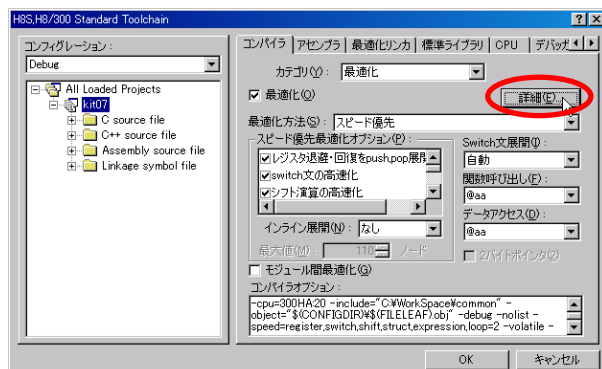 H8S,H8/300 Standard Toolchain
コンフィグレーション :
Debug
All Loaded Projects
kit07
C source file
C++ source file
Assembly source file
Linkage symbol file
コンパイラ アセンブラ 最適化リンカ 標準ライブラリ CPU デバッガ
カテゴリ(Y) : 最適化
最適化(O)
詳細(E)...
最適化方法(S) : スピード優先
スピード優先最適化オプション(P) :
レジスタ退避・回復をpush,pop展開
switch文の高速化
シフト演算の高速化
インライン展開(N) : なし
最大値(M) : 110 ノード
Switch文展開(I) :
自動
関数呼び出し(F) :
@aa
データアクセス(D) :
@aa
2バイトポインタ(2)
モジュール間最適化(G)
コンパイラオプション :
-cpu=300HA:20 -include="C:¥WorkSpace¥common" -
object="$(CONFIGDIR)¥$(FILELEAF).obj" -debug -nolist -
speed=register,switch,shift,struct,expression,loop=2 -volatile -
OK キャンセル